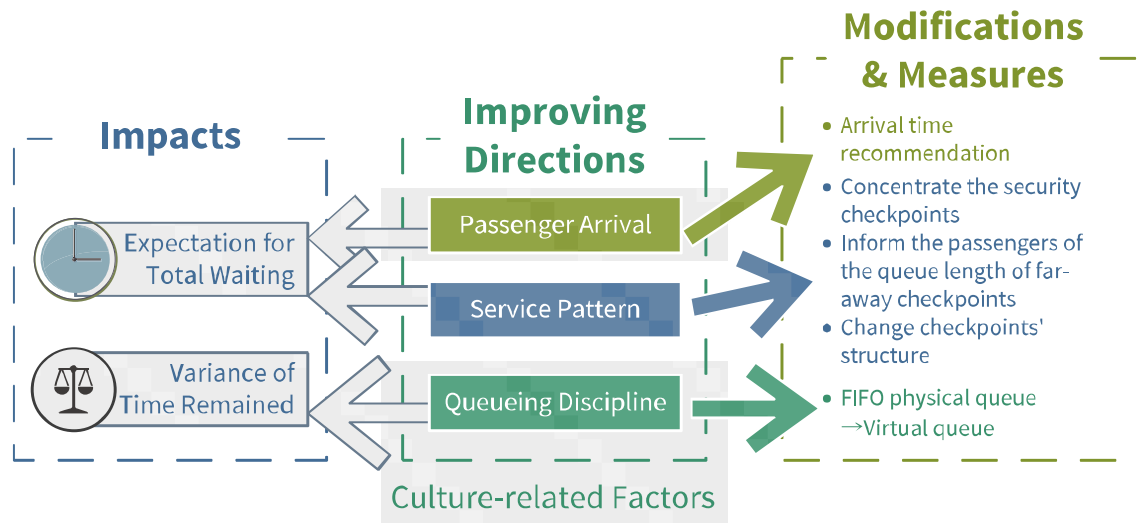 Impacts
Expectation for
Total Waiting
Variance of
Time Remained
Improving
Directions
Passenger Arrival
Service Pattern
Queueing Discipline
Culture-related Factors
Modifications
& Measures
• Arrival time
recommendation
• Concentrate the security
checkpoints
• Inform the passengers of
the queue length of far-
away checkpoints
• Change checkpoints'
structure
• FIFO physical queue
→Virtual queue